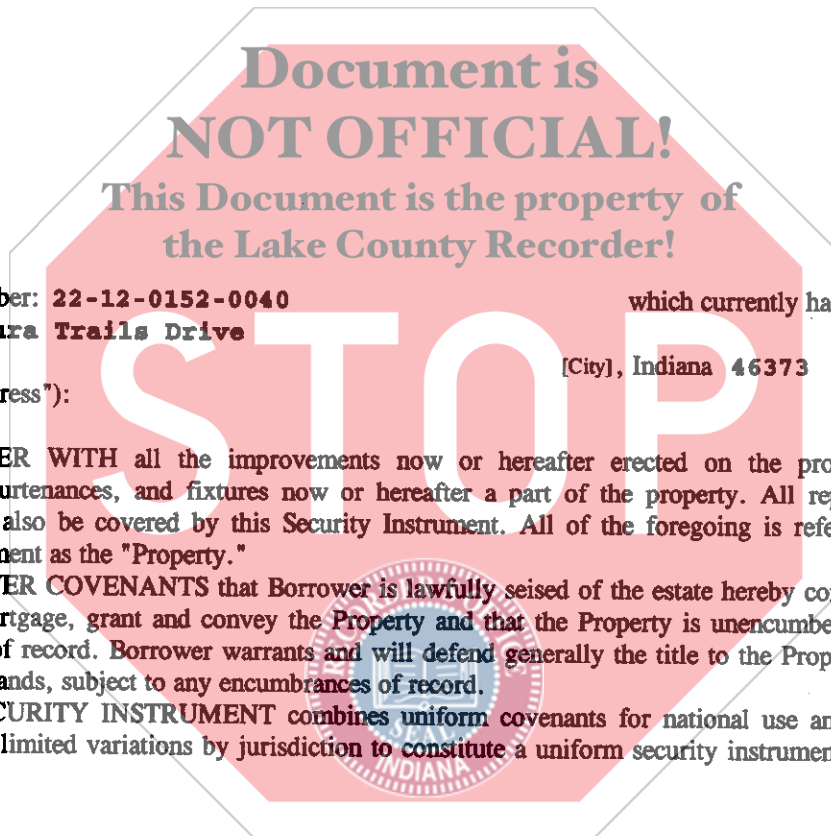 Document is
NOT OFFICIAL!
This Document is the property of
the Lake County Recorder!
ber: 22-12-0152-0040 which currently ha
ura Trails Drive
[City], Indiana 46373
ress"):
STOP
ER WITH all the improvements now or hereafter erected on the pro
urtenances, and fixtures now or hereafter a part of the property. All rep
also be covered by this Security Instrument. All of the foregoing is refe
ment as the "Property."
ER COVENANTS that Borrower is lawfully seised of the estate hereby co
rtgage, grant and convey the Property and that the Property is unencumbe
of record. Borrower warrants and will defend generally the title to the Prop
ands, subject to any encumbrances of record.
CURITY INSTRUMENT combines uniform covenants for national use an
limited variations by jurisdiction to constitute a uniform security instrumen
SEAL
INDIANA